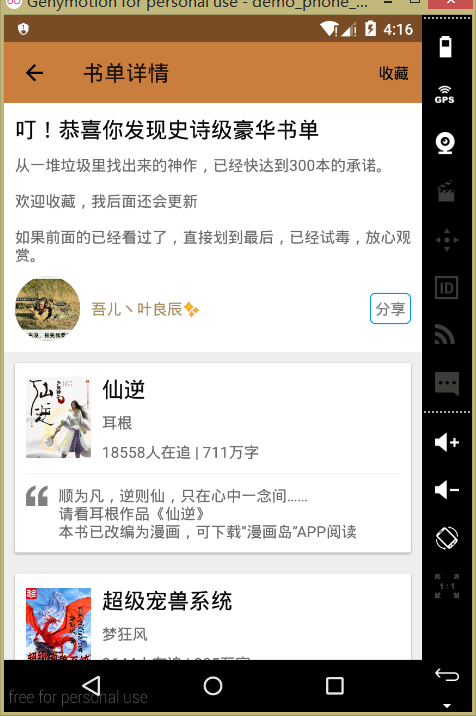 Genymotion for personal use - demo_phone_...
4:16
书单详情
收藏
叮！恭喜你发现史诗级豪华书单
从一堆垃圾里找出来的神作，已经快达到300本的承诺。
欢迎收藏，我后面还会更新
如果前面的已经看过了，直接划到最后，已经试毒，放心观
赏。
吾儿丶叶良辰✨
分享
仙逆
仙逆
耳根
18558人在追 | 711万字
顺为凡，逆则仙，只在心中一念间……
请看耳根作品《仙逆》
本书已改编为漫画，可下载“漫画岛”APP阅读
超级宠兽系统
梦狂风
free for personal use
GPS
ID
1:1